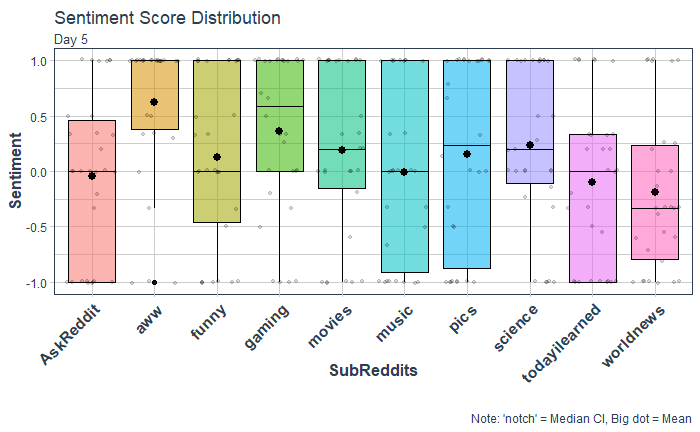 Sentiment Score Distribution
Day 5
Sentiment
1.0
0.5
0.0
-0.5
-1.0
AskReddit
aww
funny
gaming
movies
music
pics
science
todayilearned
worldnews
SubReddits
Note: 'notch' = Median CI, Big dot = Mean